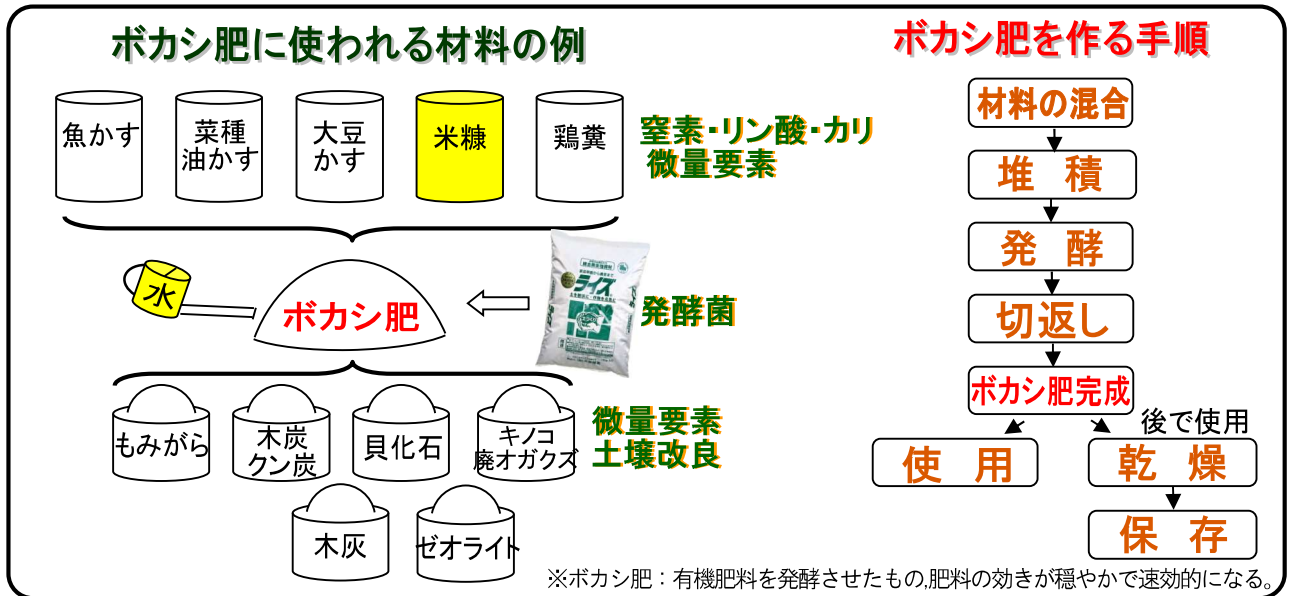 ボカシ肥に使われる材料の例
魚かす
菜種
油かす
大豆
かす
米糠
鶏糞
窒素・リン酸・カリ
微量要素
水
ボカシ肥
ライズ
発酵菌
もみがら
木炭
クン炭
貝化石
キノコ
廃オガクズ
微量要素
土壌改良
木灰
ゼオライト
ボカシ肥を作る手順
材料の混合
堆 積
発 酵
切返し
ボカシ肥完成
後で使用
使 用
乾 燥
保 存
※ボカシ肥：有機肥料を発酵させたもの,肥料の効きが穏やかで速効的になる。